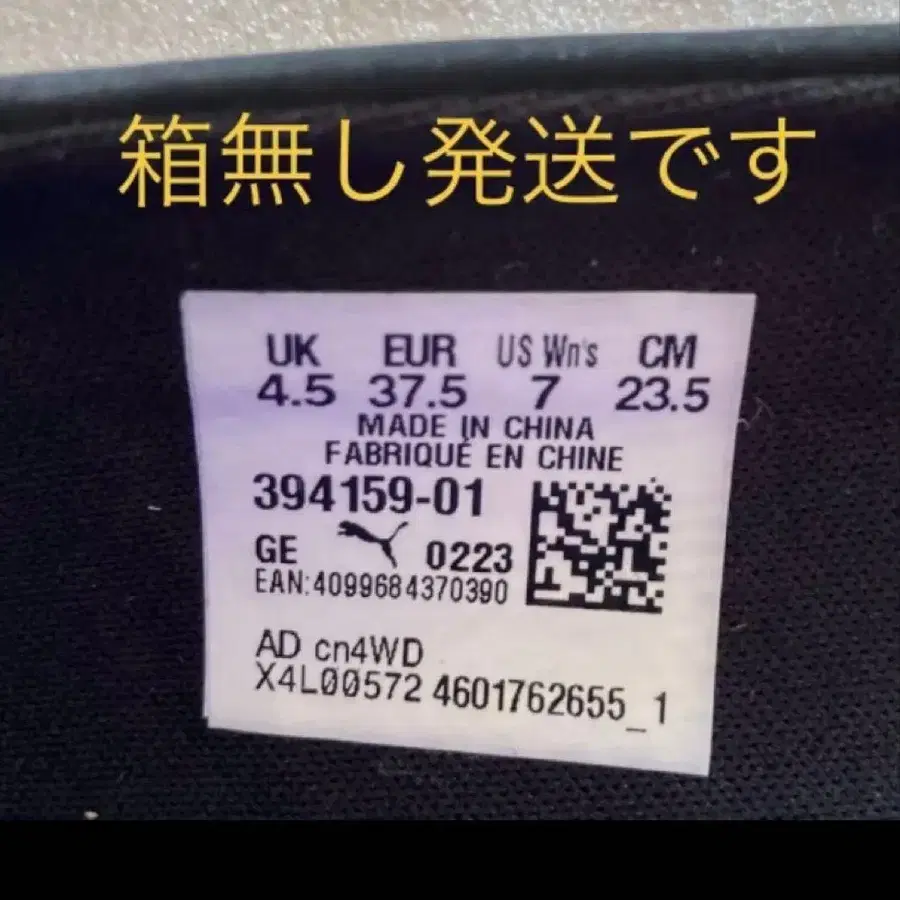 箱無し発送です
UK EUR US Wn's CM
4.5 37.5 7 23.5
MADE IN CHINA
FABRIQUÉ EN CHINE
394159-01
GE 0223
EAN:4099684370390
AD cn4WD
X4L00572 4601762655_1